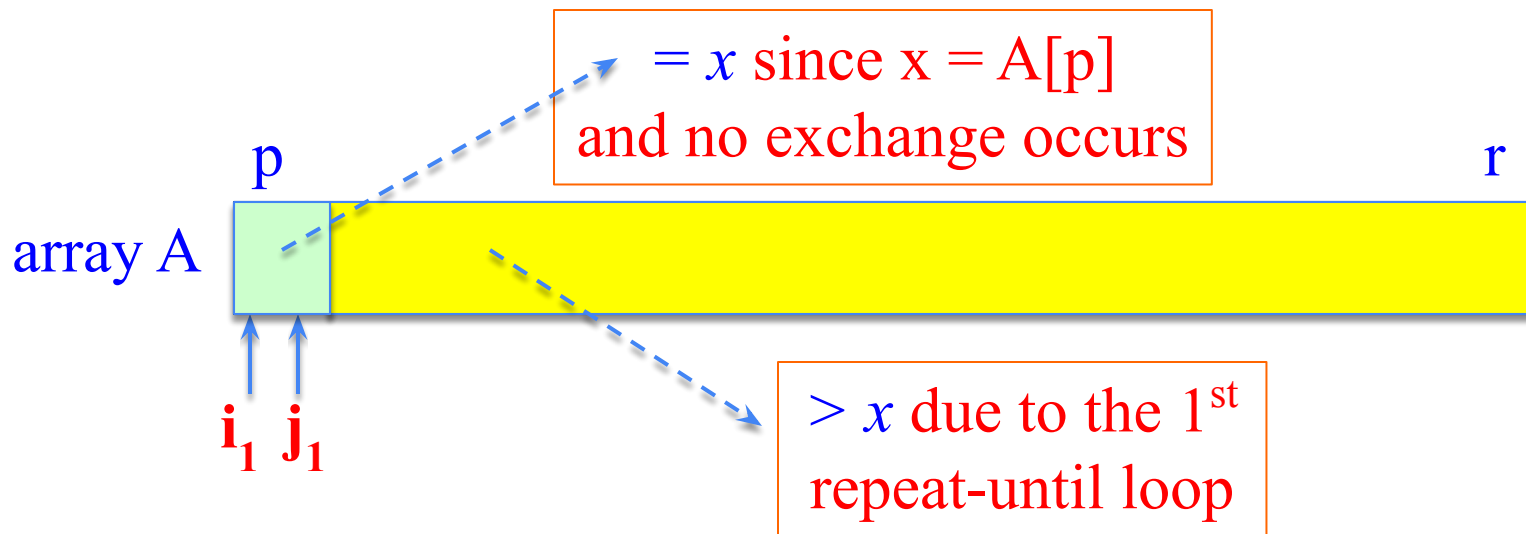 = x since x = A[p]
and no exchange occurs
p
r
array A
i₁ j₁
> x due to the 1ˢᵗ
repeat-until loop